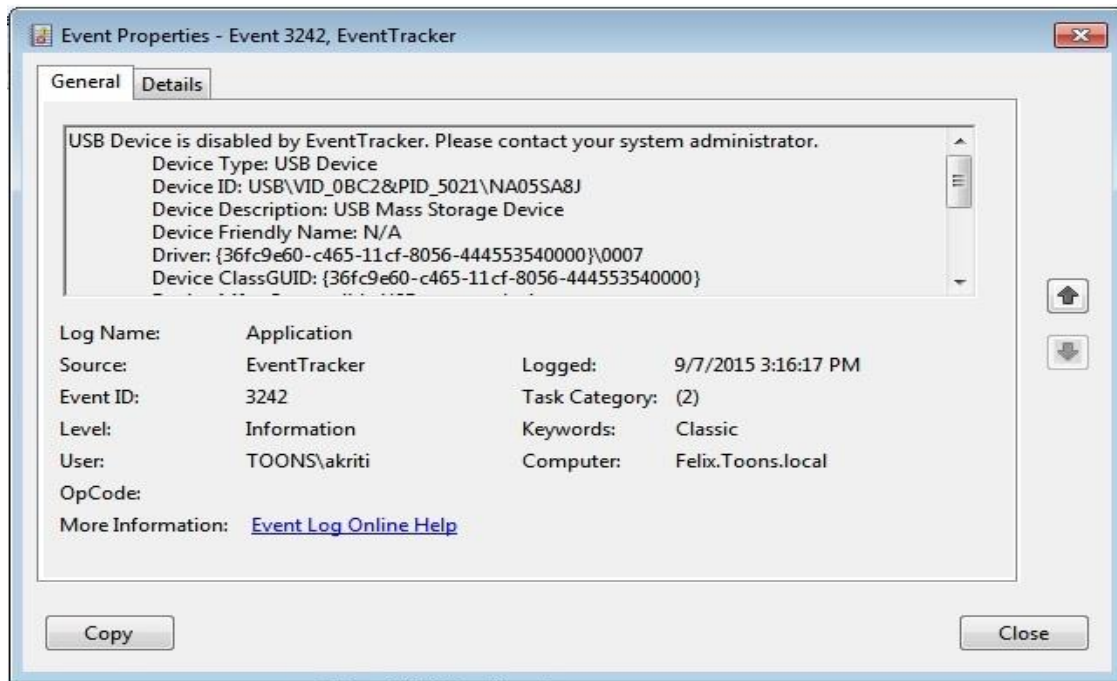 Event Properties - Event 3242, EventTracker
General Details
USB Device is disabled by EventTracker. Please contact your system administrator.
Device Type: USB Device
Device ID: USB\VID_0BC2&PID_5021\NA05SA8J
Device Description: USB Mass Storage Device
Device Friendly Name: N/A
Driver: {36fc9e60-c465-11cf-8056-444553540000}\0007
Device ClassGUID: {36fc9e60-c465-11cf-8056-444553540000}
Log Name: Application
Source: EventTracker Logged: 9/7/2015 3:16:17 PM
Event ID: 3242 Task Category: (2)
Level: Information Keywords: Classic
User: TOONS\akriti Computer: Felix.Toons.local
OpCode:
More Information: Event Log Online Help
Copy Close